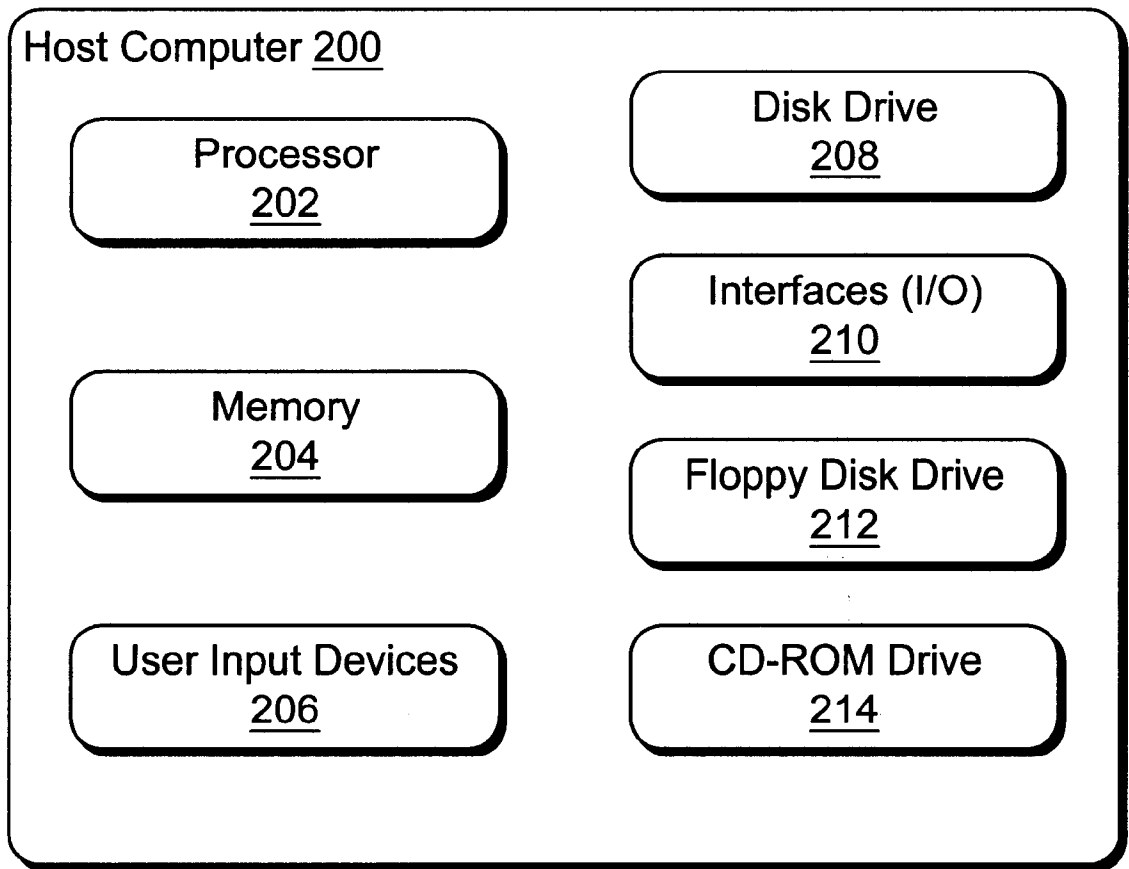 Host Computer 200
Processor
202
Memory
204
User Input Devices
206
Disk Drive
208
Interfaces (I/O)
210
Floppy Disk Drive
212
CD-ROM Drive
214